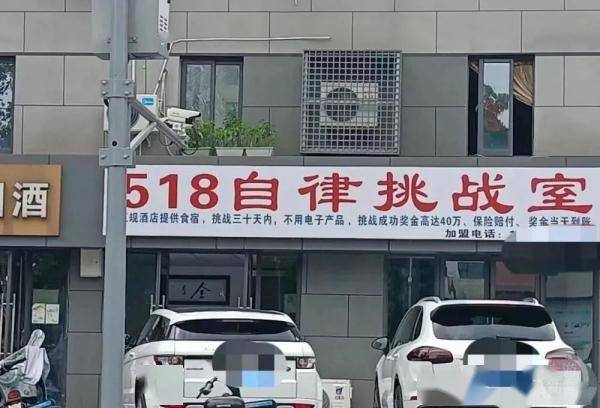 酒
518自律挑战室
规酒店提供食宿，挑战三十天内，不用电子产品，挑战成功奖金高达40万、保险赔付、奖金当天到账
加盟电话：